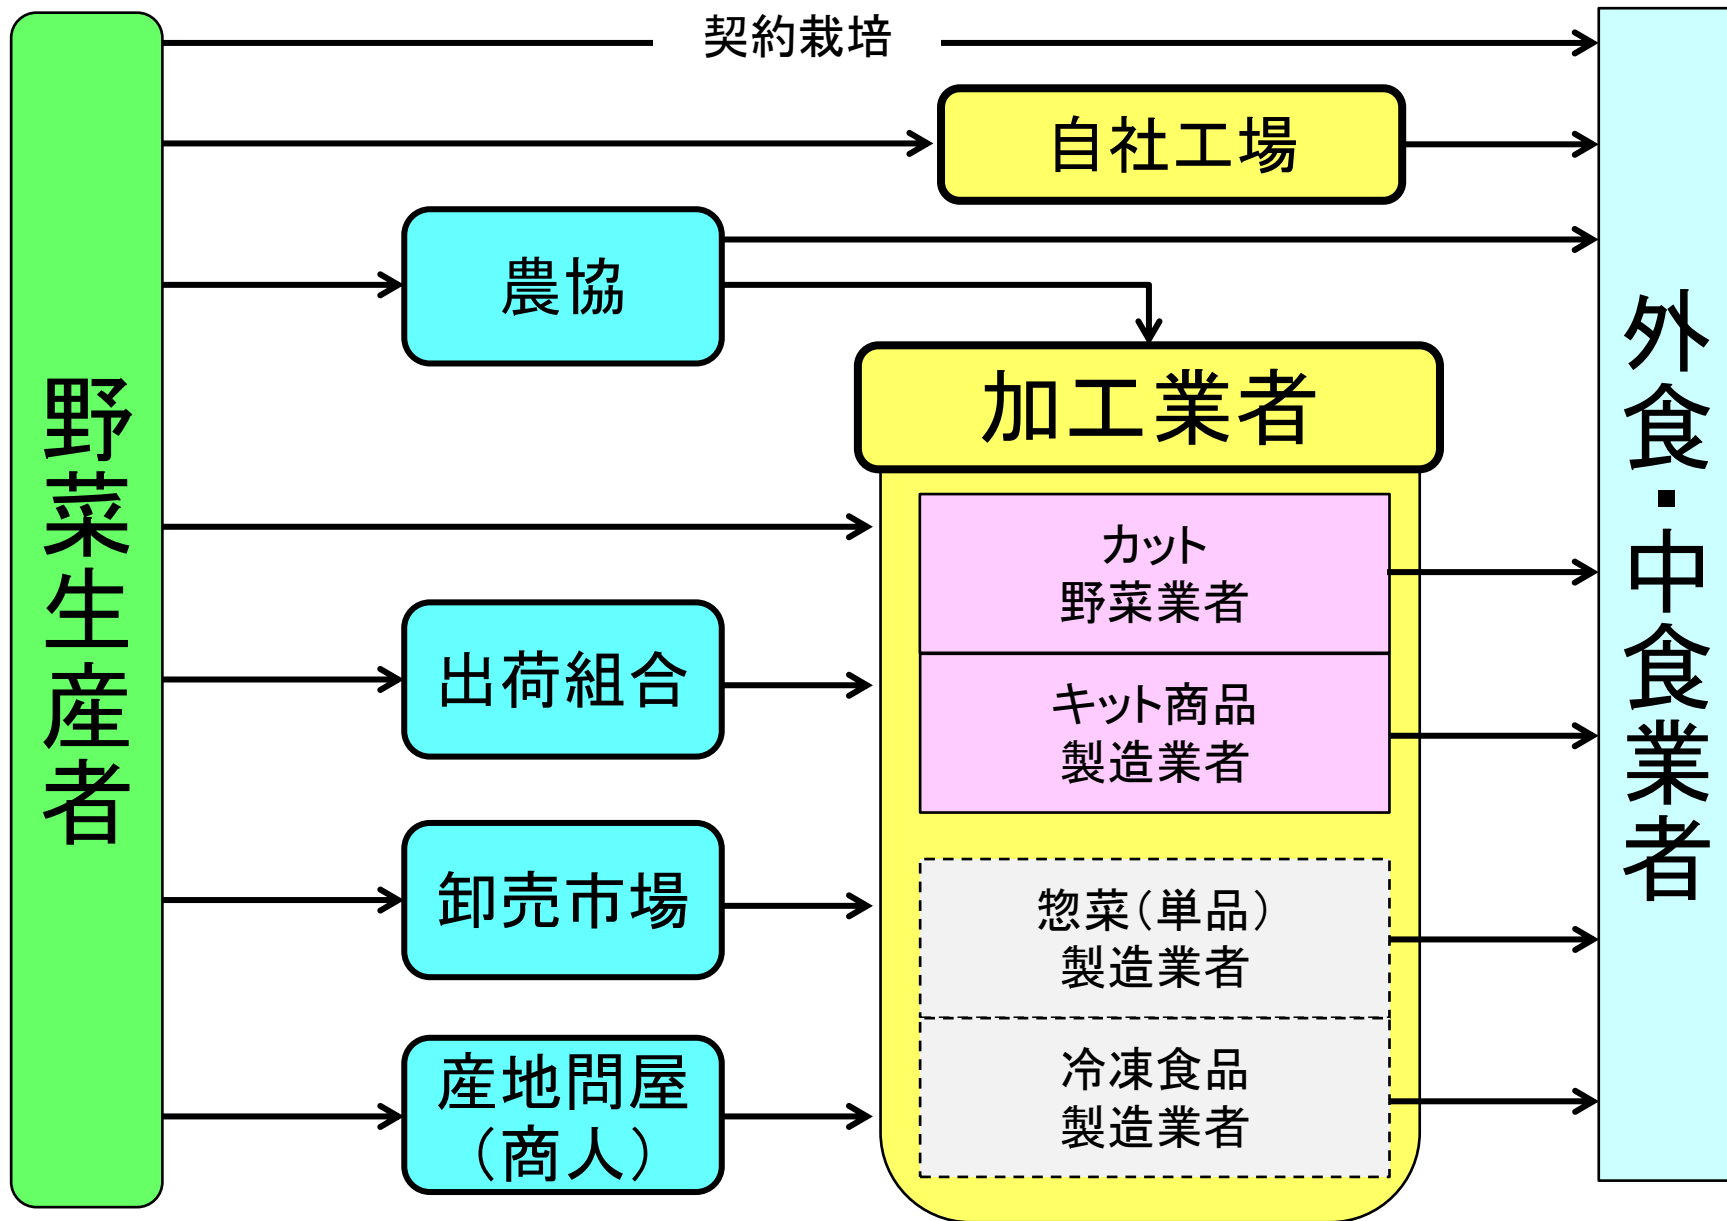 契約栽培
自社工場
農協
加工業者
野菜生産者
外食・中食業者
カット
野菜業者
出荷組合
キット商品
製造業者
卸売市場
惣菜（単品）
製造業者
産地問屋
（商人）
冷凍食品
製造業者